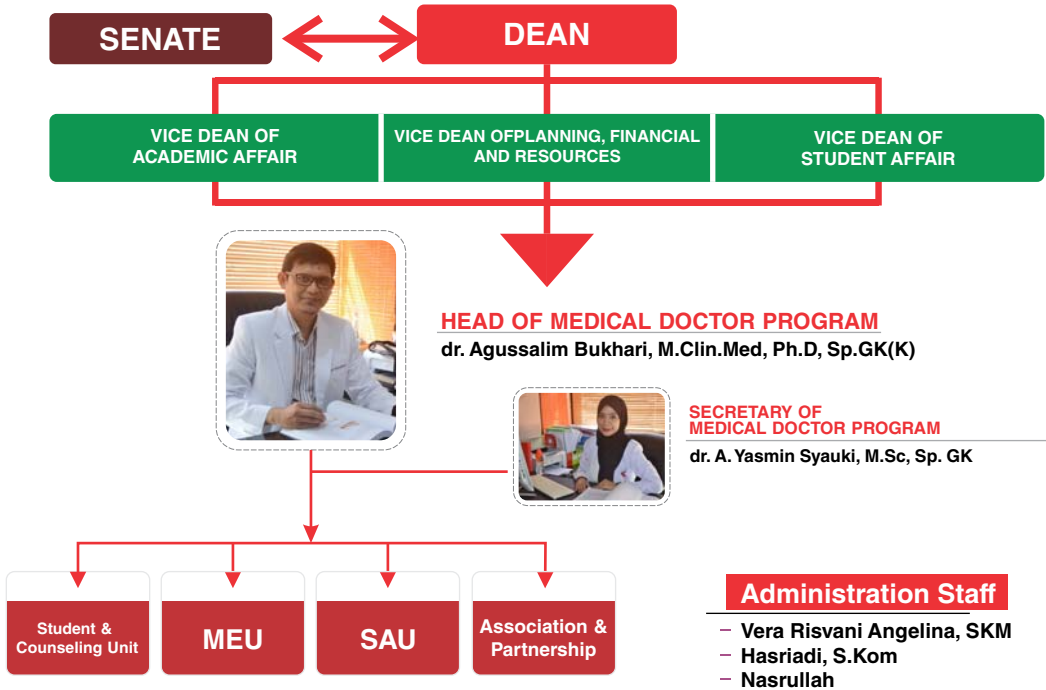 SENATE
DEAN
VICE DEAN OF
ACADEMIC AFFAIR
VICE DEAN OFPLANNING, FINANCIAL
AND RESOURCES
VICE DEAN OF
STUDENT AFFAIR
HEAD OF MEDICAL DOCTOR PROGRAM
dr. Agussalim Bukhari, M.Clin.Med, Ph.D, Sp.GK(K)
SECRETARY OF
MEDICAL DOCTOR PROGRAM
dr. A. Yasmin Syauki, M.Sc, Sp. GK
Student &
Counseling Unit
MEU
SAU
Association &
Partnership
Administration Staff
– Vera Risvani Angelina, SKM
– Hasriadi, S.Kom
– Nasrullah